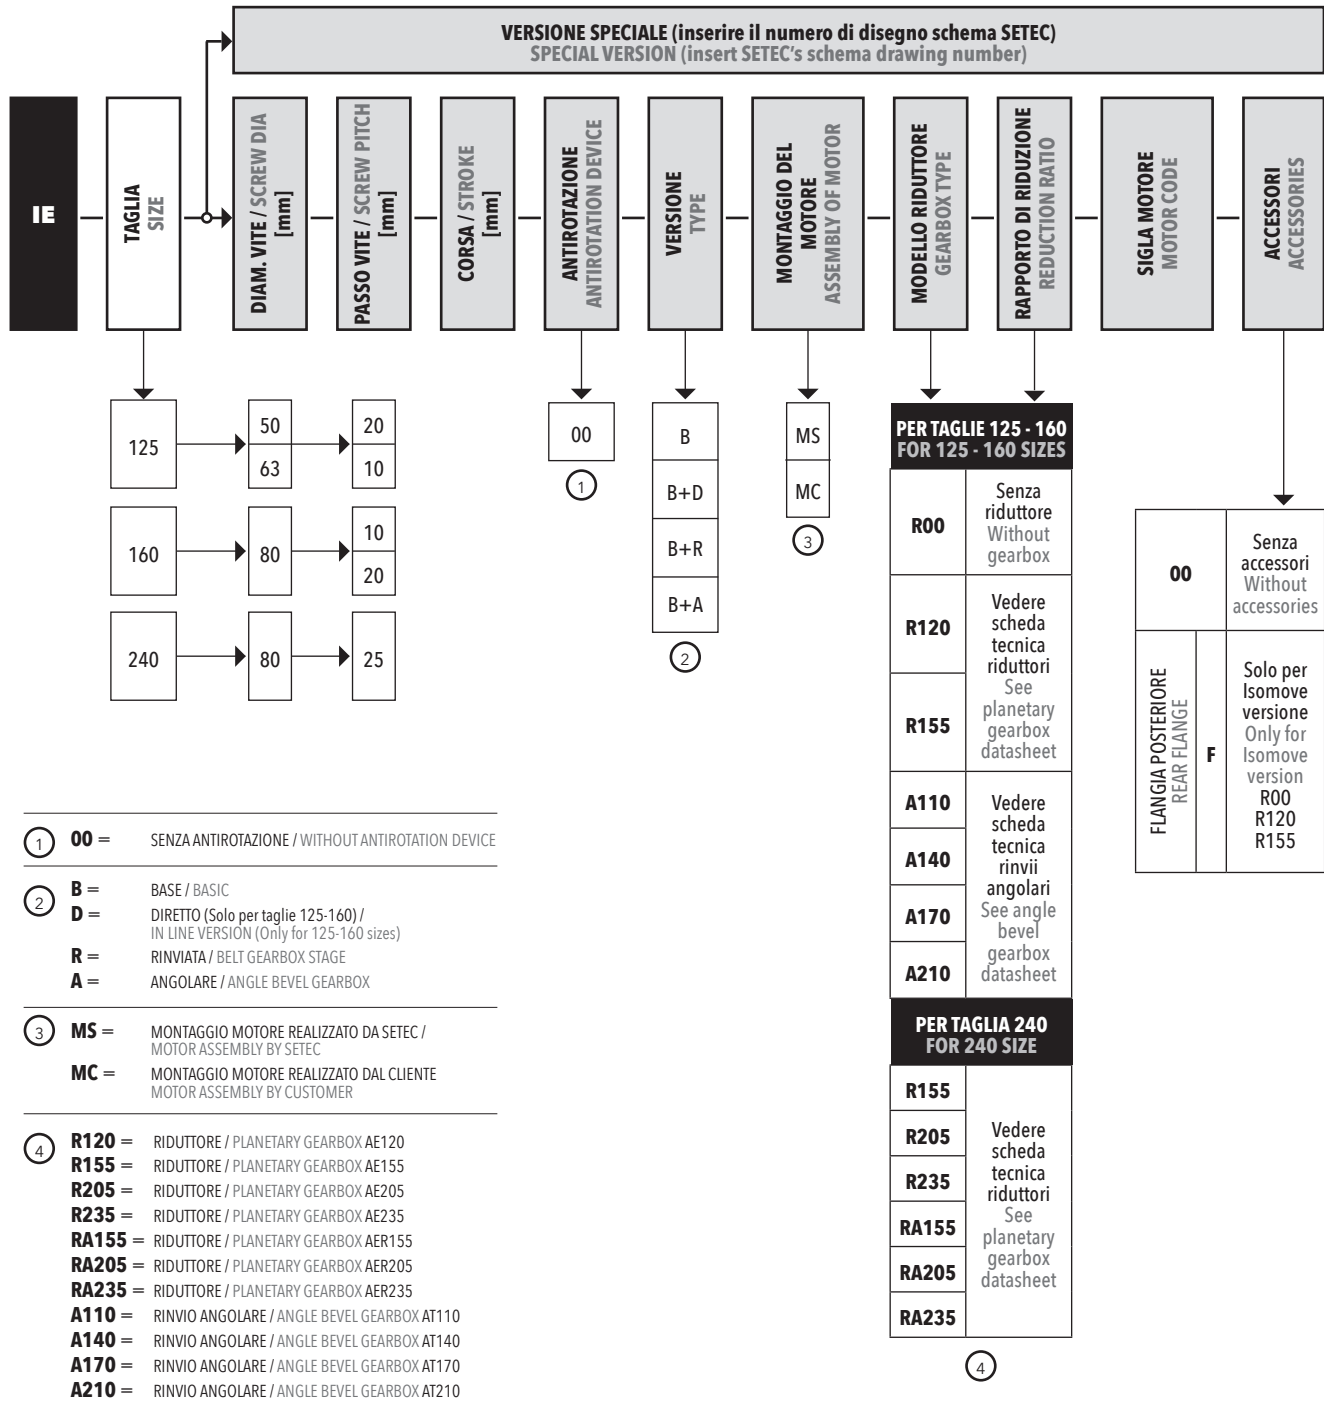 VERSIONE SPECIALE (inserire il numero di disegno schema SETEC)
SPECIAL VERSION (insert SETEC's schema drawing number)
IE
TAGLIA
SIZE
DIAM. VITE / SCREW DIA
[mm]
PASSO VITE / SCREW PITCH
[mm]
CORSA / STROKE
[mm]
ANTIROTAZIONE
ANTIROTATION DEVICE
VERSIONE
TYPE
MONTAGGIO DEL
MOTORE
ASSEMBLY OF MOTOR
MODELLO RIDUTTORE
GEARBOX TYPE
RAPPORTO DI RIDUZIONE
REDUCTION RATIO
SIGLA MOTORE
MOTOR CODE
ACCESSORI
ACCESSORIES
125
50
63
20
10
160
80
10
20
240
80
25
00
1
B
B+D
B+R
B+A
2
MS
MC
3
PER TAGLIE 125 - 160
FOR 125 - 160 SIZES
R00
Senza
riduttore
Without
gearbox
R120
R155
Vedere
scheda
tecnica
riduttori
See
planetary
gearbox
datasheet
A110
A140
A170
A210
Vedere
scheda
tecnica
rinvii
angolari
See angle
bevel
gearbox
datasheet
PER TAGLIA 240
FOR 240 SIZE
R155
R205
R235
RA155
RA205
RA235
Vedere
scheda
tecnica
riduttori
See
planetary
gearbox
datasheet
4
00
Senza
accessori
Without
accessories
FLANGIA POSTERIORE
REAR FLANGE
F
Solo per
Isomove
versione
Only for
Isomove
version
R00
R120
R155
1 00 = SENZA ANTIROTAZIONE / WITHOUT ANTIROTATION DEVICE
2 B = BASE / BASIC
D = DIRETTO (Solo per taglie 125-160) /
IN LINE VERSION (Only for 125-160 sizes)
R = RINVIATA / BELT GEARBOX STAGE
A = ANGOLARE / ANGLE BEVEL GEARBOX
3 MS = MONTAGGIO MOTORE REALIZZATO DA SETEC /
MOTOR ASSEMBLY BY SETEC
MC = MONTAGGIO MOTORE REALIZZATO DAL CLIENTE
MOTOR ASSEMBLY BY CUSTOMER
4 R120 = RIDUTTORE / PLANETARY GEARBOX AE120
R155 = RIDUTTORE / PLANETARY GEARBOX AE155
R205 = RIDUTTORE / PLANETARY GEARBOX AE205
R235 = RIDUTTORE / PLANETARY GEARBOX AE235
RA155 = RIDUTTORE / PLANETARY GEARBOX AER155
RA205 = RIDUTTORE / PLANETARY GEARBOX AER205
RA235 = RIDUTTORE / PLANETARY GEARBOX AER235
A110 = RINVIO ANGOLARE / ANGLE BEVEL GEARBOX AT110
A140 = RINVIO ANGOLARE / ANGLE BEVEL GEARBOX AT140
A170 = RINVIO ANGOLARE / ANGLE BEVEL GEARBOX AT170
A210 = RINVIO ANGOLARE / ANGLE BEVEL GEARBOX AT210